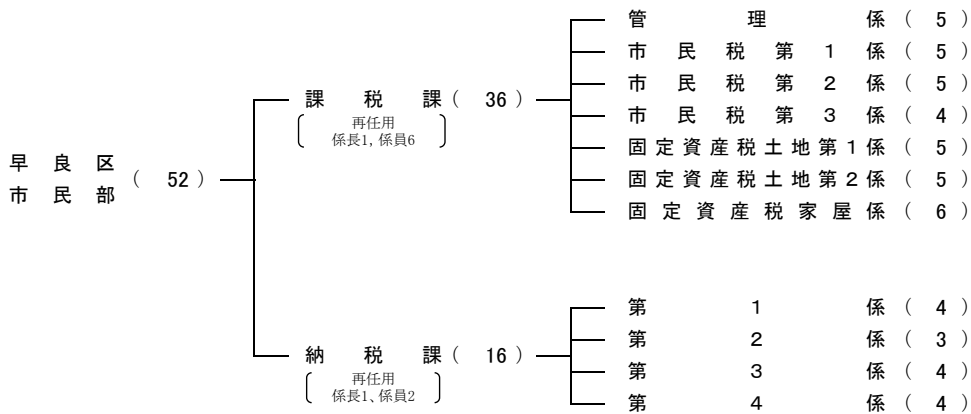 管理係（5）
市民税第1係（5）
市民税第2係（5）
課税課（36）
市民税第3係（4）
再任用
係長1，係員6
固定資産税土地第1係（5）
早良区
市民部
（52）
固定資産税土地第2係（5）
固定資産税家屋係（6）
第1係（4）
第2係（3）
納税課（16）
再任用
係長1、係員2
第3係（4）
第4係（4）